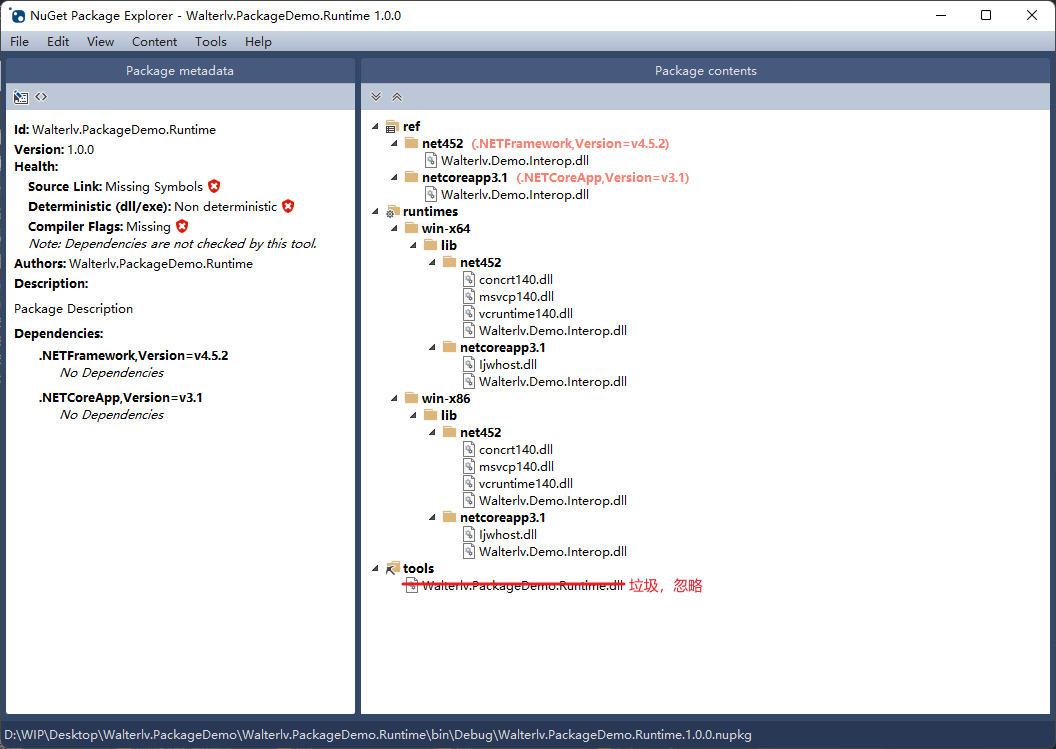 NuGet Package Explorer - Walterlv.PackageDemo.Runtime 1.0.0
File Edit View Content Tools Help
Package metadata
Id: Walterlv.PackageDemo.Runtime
Version: 1.0.0
Health:
Source Link: Missing Symbols
Deterministic (dll/exe): Non deterministic
Compiler Flags: Missing
Note: Dependencies are not checked by this tool.
Authors: Walterlv.PackageDemo.Runtime
Description:
Package Description
Dependencies:
.NETFramework,Version=v4.5.2
No Dependencies
.NETCoreApp,Version=v3.1
No Dependencies
Package contents
ref
net452 (.NETFramework,Version=v4.5.2)
Walterlv.Demo.Interop.dll
netcoreapp3.1 (.NETCoreApp,Version=v3.1)
Walterlv.Demo.Interop.dll
runtimes
win-x64
lib
net452
concrt140.dll
msvcp140.dll
vcruntime140.dll
Walterlv.Demo.Interop.dll
netcoreapp3.1
Ijwhost.dll
Walterlv.Demo.Interop.dll
win-x86
lib
net452
concrt140.dll
msvcp140.dll
vcruntime140.dll
Walterlv.Demo.Interop.dll
netcoreapp3.1
Ijwhost.dll
Walterlv.Demo.Interop.dll
tools
Walterlv.PackageDemo.Runtime.dll 垃圾，忽略
D:\WIP\Desktop\Walterlv.PackageDemo\Walterlv.PackageDemo.Runtime\bin\Debug\Walterlv.PackageDemo.Runtime.1.0.0.nupkg